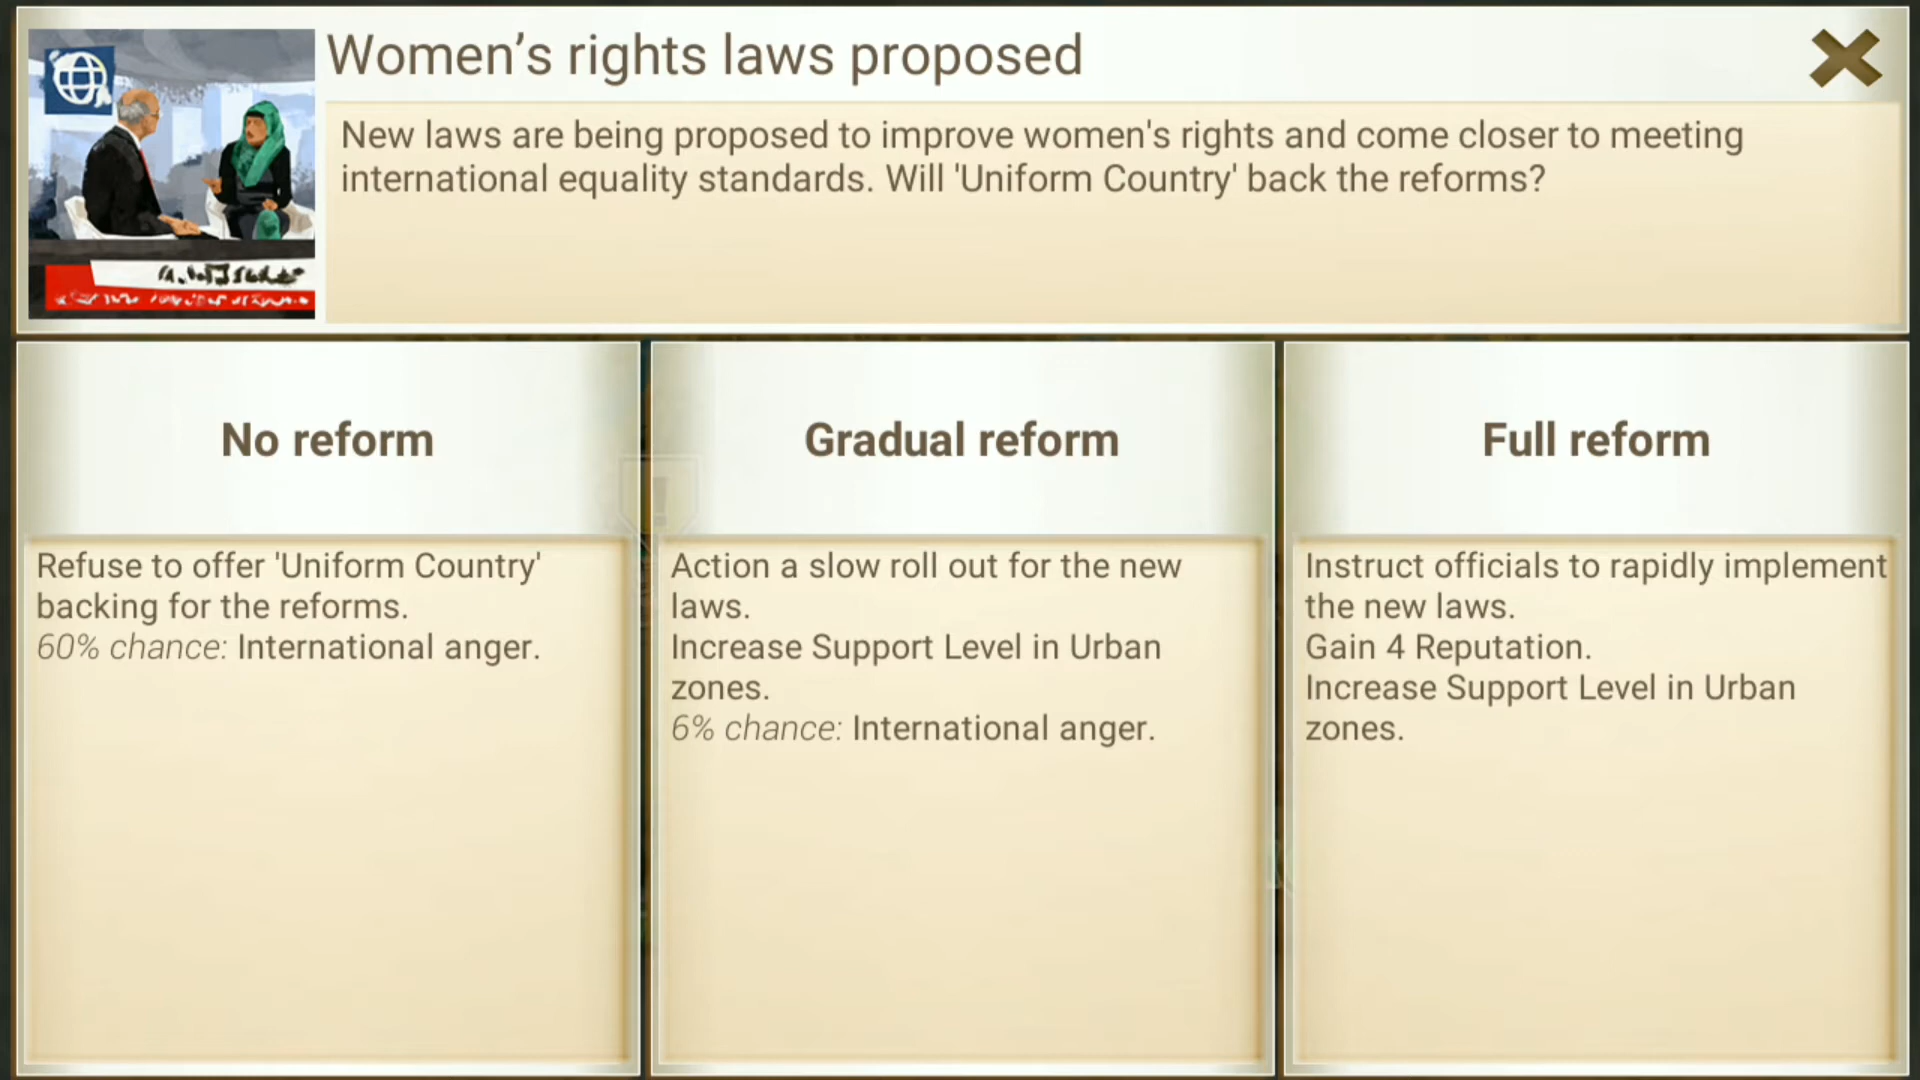 Women’s rights laws proposed
New laws are being proposed to improve women's rights and come closer to meeting
international equality standards. Will 'Uniform Country' back the reforms?
No reform
Refuse to offer 'Uniform Country'
backing for the reforms.
60% chance: International anger.
Gradual reform
Action a slow roll out for the new
laws.
Increase Support Level in Urban
zones.
6% chance: International anger.
Full reform
Instruct officials to rapidly implement
the new laws.
Gain 4 Reputation.
Increase Support Level in Urban
zones.